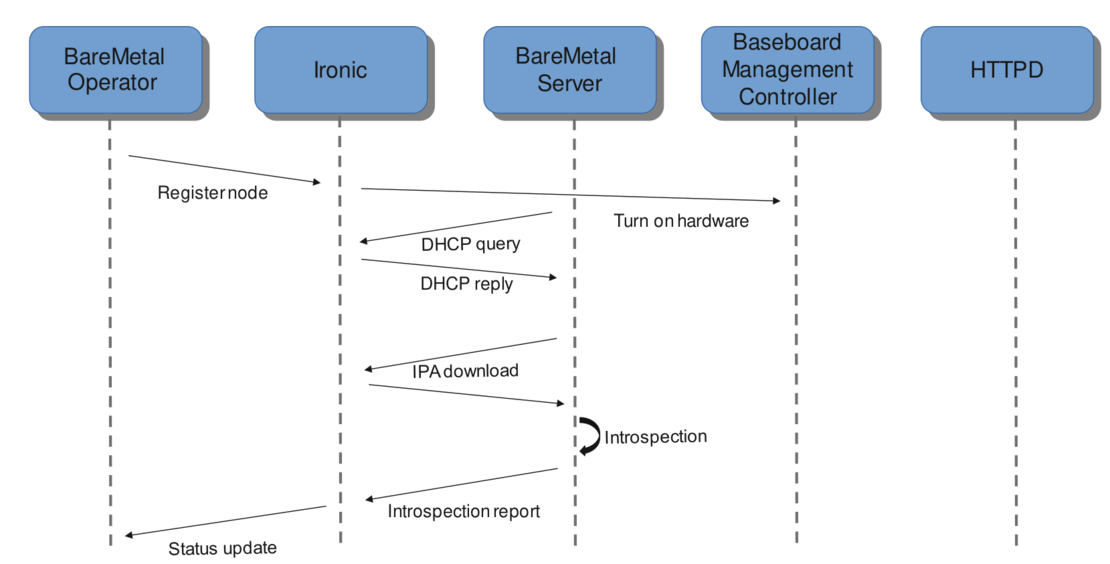 BareMetal
Operator
Ironic
BareMetal
Server
Baseboard
Management
Controller
HTTPD
Register node
Turn on hardware
DHCP query
DHCP reply
IPA download
Introspection
Introspection report
Status update